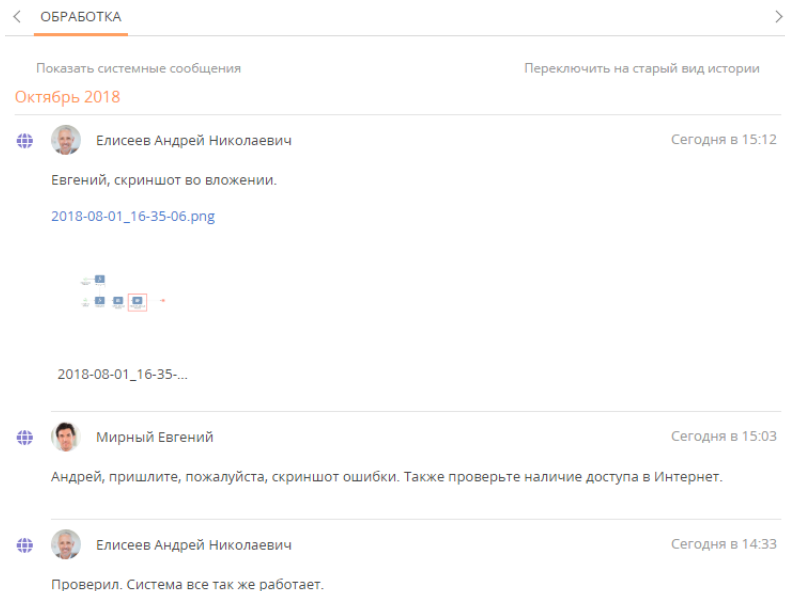 ОБРАБОТКА
Показать системные сообщения
Переключить на старый вид истории
Октябрь 2018
Елисеев Андрей Николаевич
Сегодня в 15:12
Евгений, скриншот во вложении.
2018-08-01_16-35-06.png
2018-08-01_16-35-...
Мирный Евгений
Сегодня в 15:03
Андрей, пришлите, пожалуйста, скриншот ошибки. Также проверьте наличие доступа в Интернет.
Елисеев Андрей Николаевич
Сегодня в 14:33
Проверил. Система все так же работает.